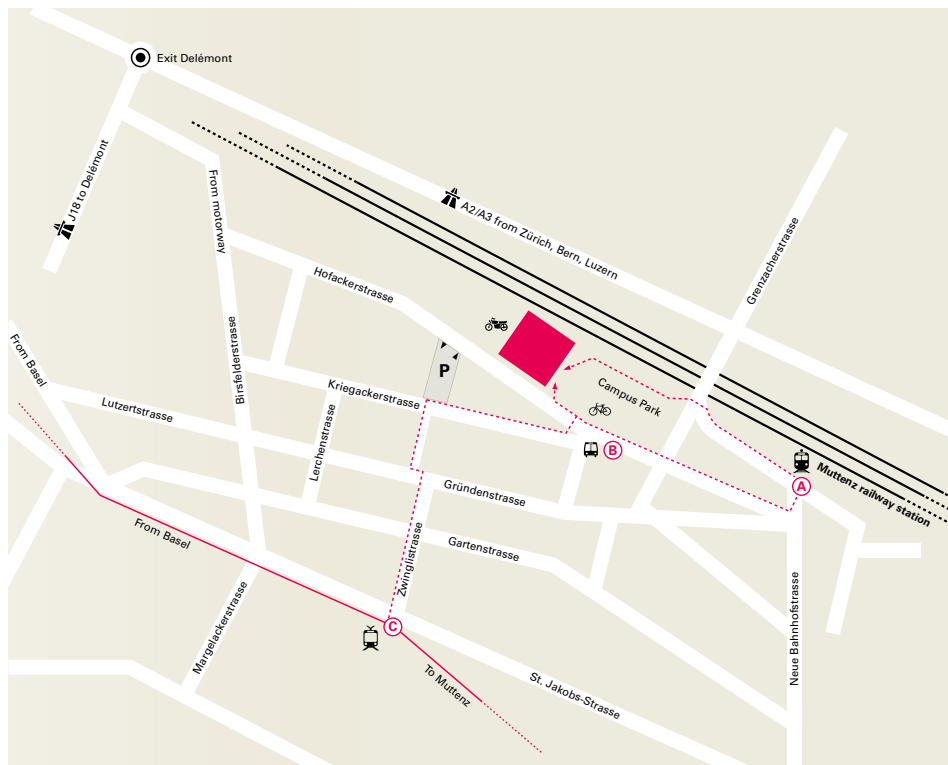 Exit Delémont
J18 to Delémont
From motorway
A2/A3 from Zürich, Bern, Luzern
Grenzacherstrasse
Hofackerstrasse
From Basel
Birsfelderstrasse
P
Campus Park
Kriegackerstrasse
Lutzertstrasse
Lerchenstrasse
B
Muttenz railway station
A
Gründenstrasse
From Basel
Gartenstrasse
Zwinglistrasse
Margelackerstrasse
Neue Bahnhofstrasse
C
To Muttenz
St. Jakobs-Strasse